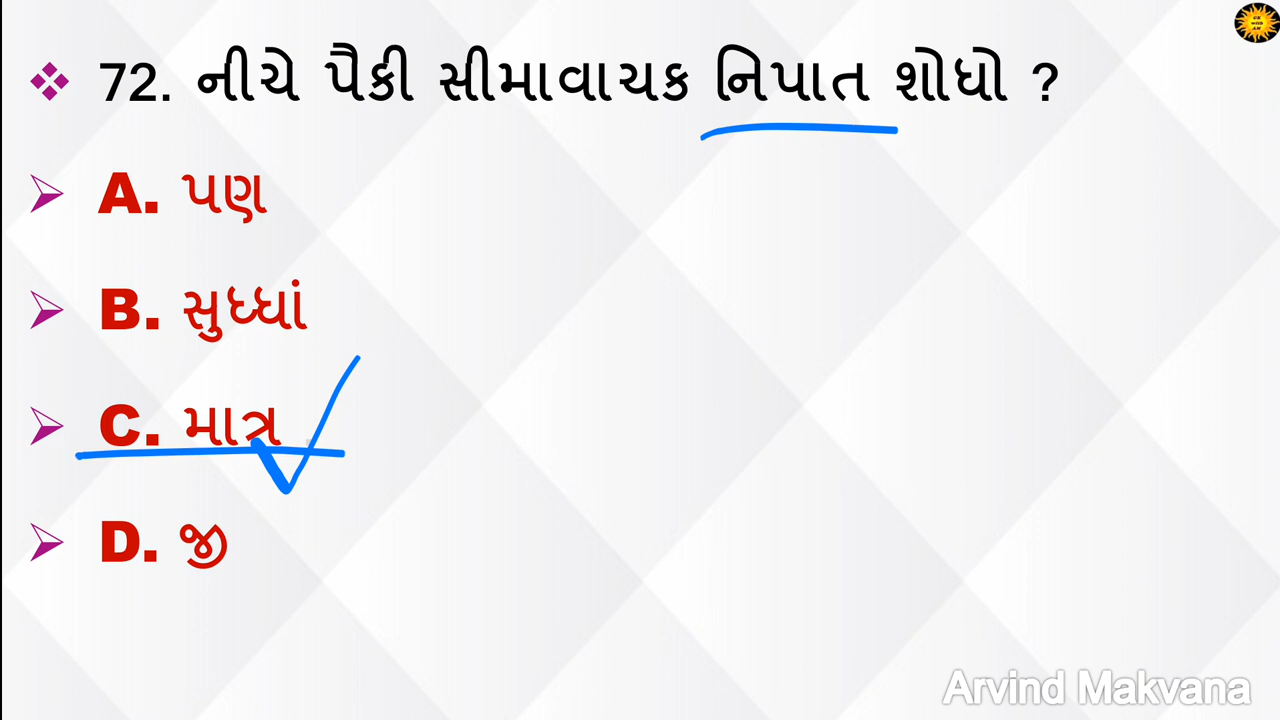 ❖ 72. નીચે પૈકી સીમાવાચક નિપાત શોધો ?
➢ A. પણ
➢ B. સુધ્ધાં
➢ C. માત્ર
➢ D. જી
Arvind Makvana